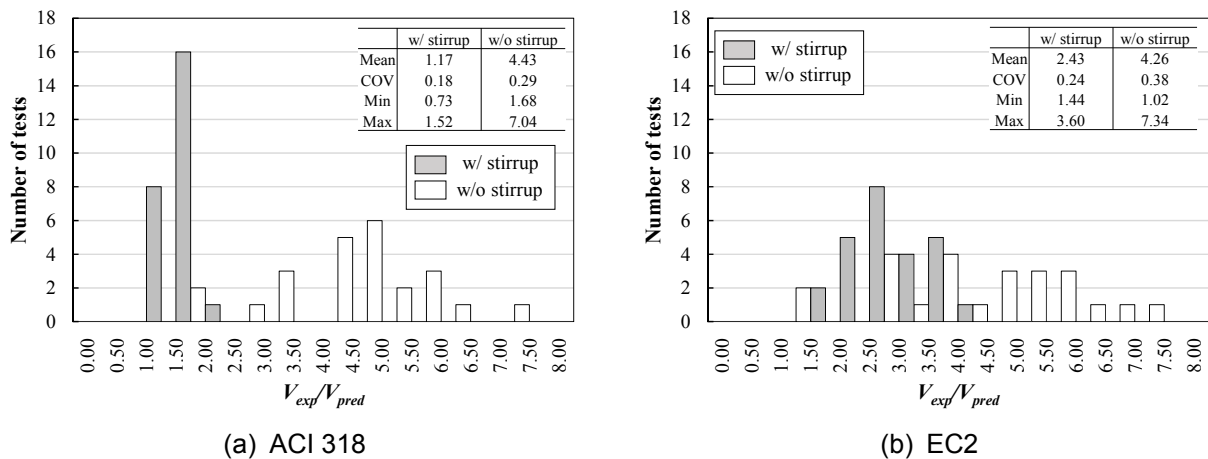 18
16
14
12
10
8
6
4
2
0
Number of tests
w/ stirrup w/o stirrup
Mean 1.17 4.43
COV 0.18 0.29
Min 0.73 1.68
Max 1.52 7.04
w/ stirrup
w/o stirrup
0.00 0.50 1.00 1.50 2.00 2.50 3.00 3.50 4.00 4.50 5.00 5.50 6.00 6.50 7.00 7.50 8.00
Vexp/Vpred
(a) ACI 318
18
16
14
12
10
8
6
4
2
0
Number of tests
w/ stirrup
w/o stirrup
w/ stirrup w/o stirrup
Mean 2.43 4.26
COV 0.24 0.38
Min 1.44 1.02
Max 3.60 7.34
0.00 0.50 1.00 1.50 2.00 2.50 3.00 3.50 4.00 4.50 5.00 5.50 6.00 6.50 7.00 7.50 8.00
Vexp/Vpred
(b) EC2